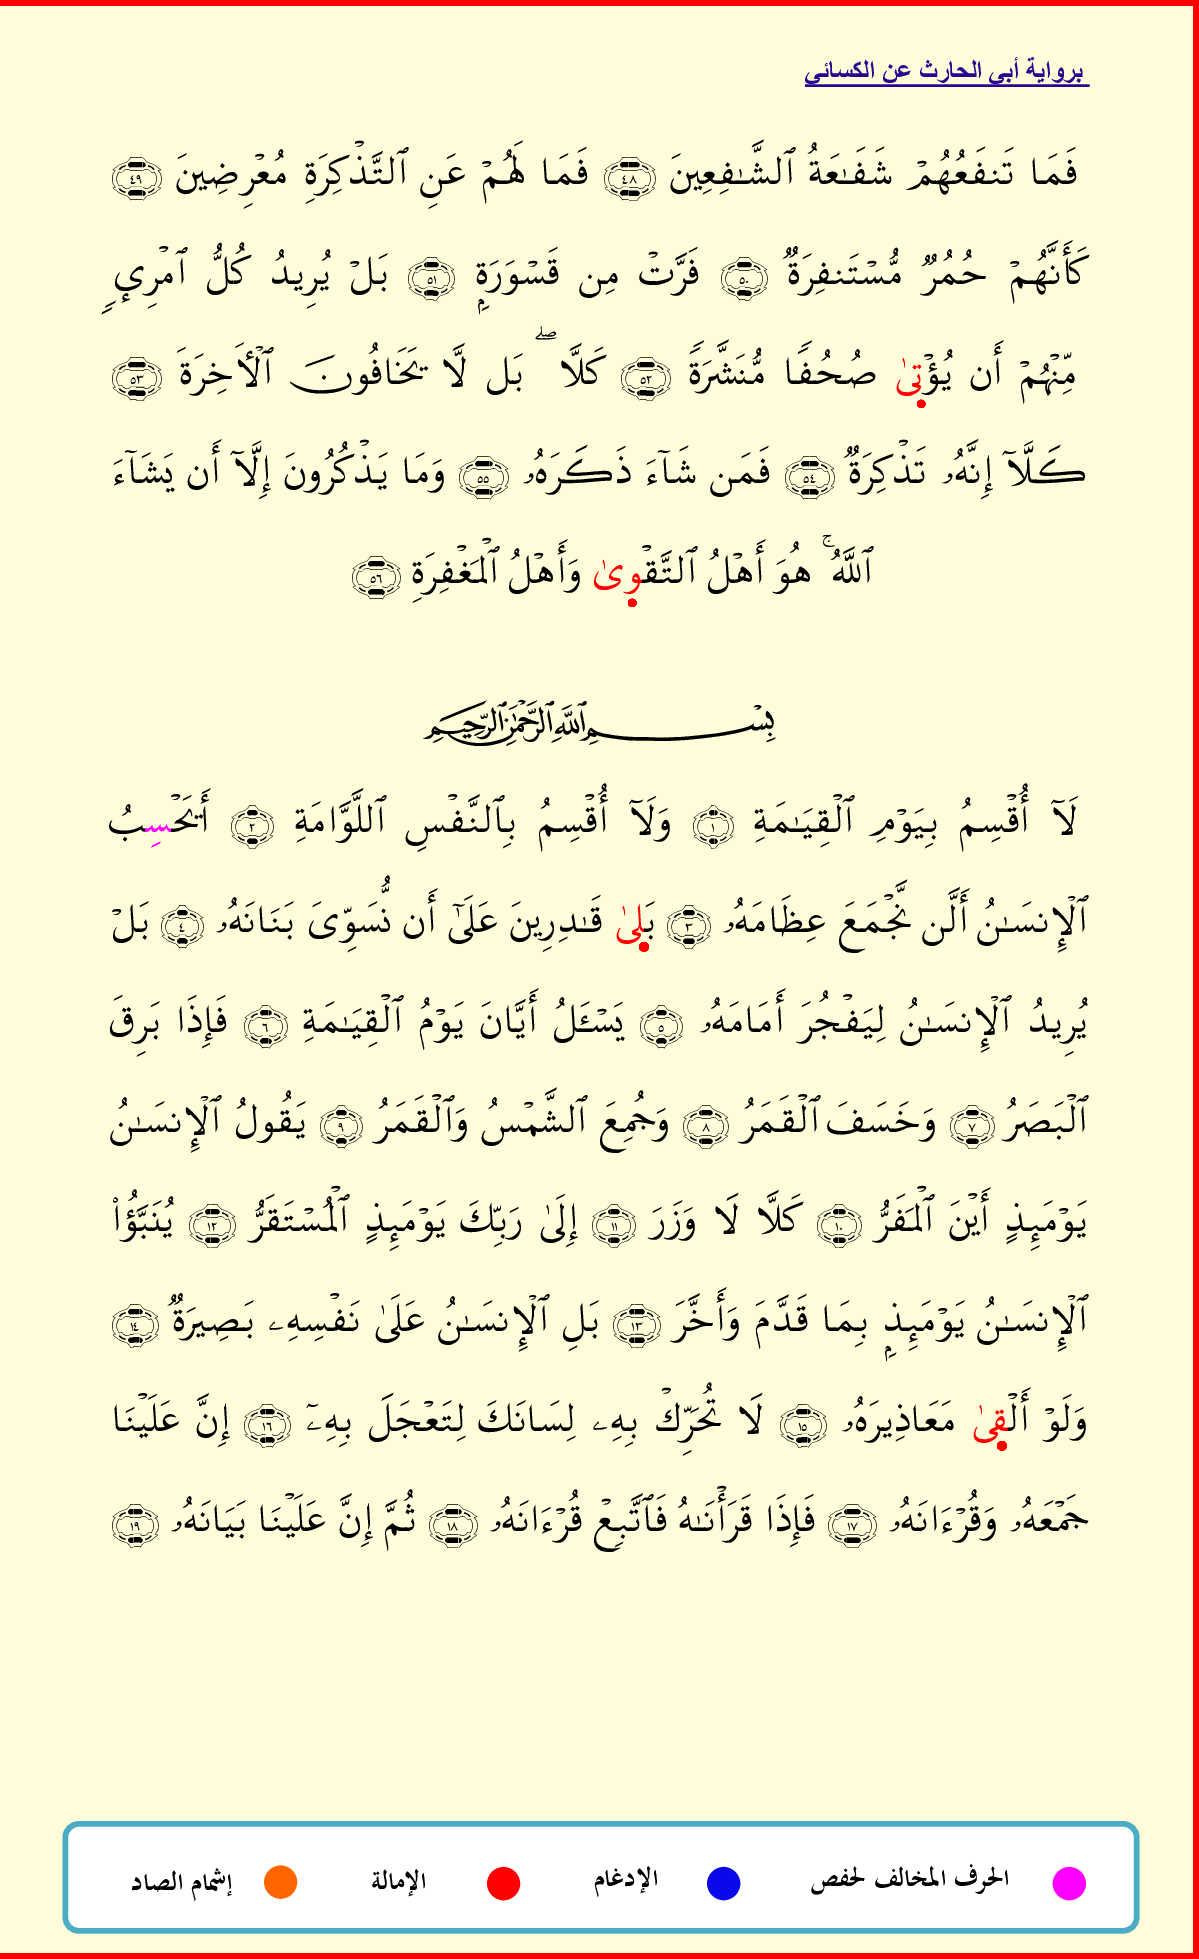 برواية أبي الحارث عن الكسائي
فَمَا تَنفَعُهُمۡ شَفَٰعَةُ ٱلشَّٰفِعِينَ ٤٨ فَمَا لَهُمۡ عَنِ ٱلتَّذۡكِرَةِ مُعۡرِضِينَ ٤٩
كَأَنَّهُمۡ حُمُرٞ مُّسۡتَنفِرَةٞ ٥٠ فَرَّتۡ مِن قَسۡوَرَةِۭ ٥١ بَلۡ يُرِيدُ كُلُّ ٱمۡرِيٕٖ
مِّنۡهُمۡ أَن يُؤۡتىٰ صُحُفٗا مُّنَشَّرَةٗ ٥٢ كَلَّاۖ بَل لَّا يَخَافُونَ ٱلۡأٓخِرَةَ ٥٣
كَلَّآ إِنَّهُۥ تَذۡكِرَةٞ ٥٤ فَمَن شَآءَ ذَكَرَهُۥ ٥٥ وَمَا يَذۡكُرُونَ إِلَّآ أَن يَشَآءَ
ٱللَّهُۚ هُوَ أَهۡلُ ٱلتَّقۡوىٰ وَأَهۡلُ ٱلۡمَغۡفِرَةِ ٥٦
بِسۡمِ ٱللَّهِ ٱلرَّحۡمَٰنِ ٱلرَّحِيمِ
لَآ أُقۡسِمُ بِيَوۡمِ ٱلۡقِيَٰمَةِ ١ وَلَآ أُقۡسِمُ بِٱلنَّفۡسِ ٱللَّوَّامَةِ ٢ أَيَحۡسِبُ
ٱلۡإِنسَٰنُ أَلَّن نَّجۡمَعَ عِظَامَهُۥ ٣ بَلىٰ قَٰدِرِينَ عَلَىٰٓ أَن نُّسَوِّيَ بَنَانَهُۥ ٤ بَلۡ
يُرِيدُ ٱلۡإِنسَٰنُ لِيَفۡجُرَ أَمَامَهُۥ ٥ يَسۡـَٔلُ أَيَّانَ يَوۡمُ ٱلۡقِيَٰمَةِ ٦ فَإِذَا بَرِقَ
ٱلۡبَصَرُ ٧ وَخَسَفَ ٱلۡقَمَرُ ٨ وَجُمِعَ ٱلشَّمۡسُ وَٱلۡقَمَرُ ٩ يَقُولُ ٱلۡإِنسَٰنُ
يَوۡمَئِذٍ أَيۡنَ ٱلۡمَفَرُّ ١٠ كَلَّا لَا وَزَرَ ١١ إِلَىٰ رَبِّكَ يَوۡمَئِذٍ ٱلۡمُسۡتَقَرُّ ١٢ يُنَبَّؤُاْ
ٱلۡإِنسَٰنُ يَوۡمَئِذِۭ بِمَا قَدَّمَ وَأَخَّرَ ١٣ بَلِ ٱلۡإِنسَٰنُ عَلَىٰ نَفۡسِهِۦ بَصِيرَةٞ ١٤
وَلَوۡ أَلۡقىٰ مَعَاذِيرَهُۥ ١٥ لَا تُحَرِّكۡ بِهِۦ لِسَانَكَ لِتَعۡجَلَ بِهِۦٓ ١٦ إِنَّ عَلَيۡنَا
جَمۡعَهُۥ وَقُرۡءَانَهُۥ ١٧ فَإِذَا قَرَأۡنَٰهُ فَٱتَّبِعۡ قُرۡءَانَهُۥ ١٨ ثُمَّ إِنَّ عَلَيۡنَا بَيَانَهُۥ ١٩
الحرف المخالف لحفص الإدغام الإمالة إشمام الصاد